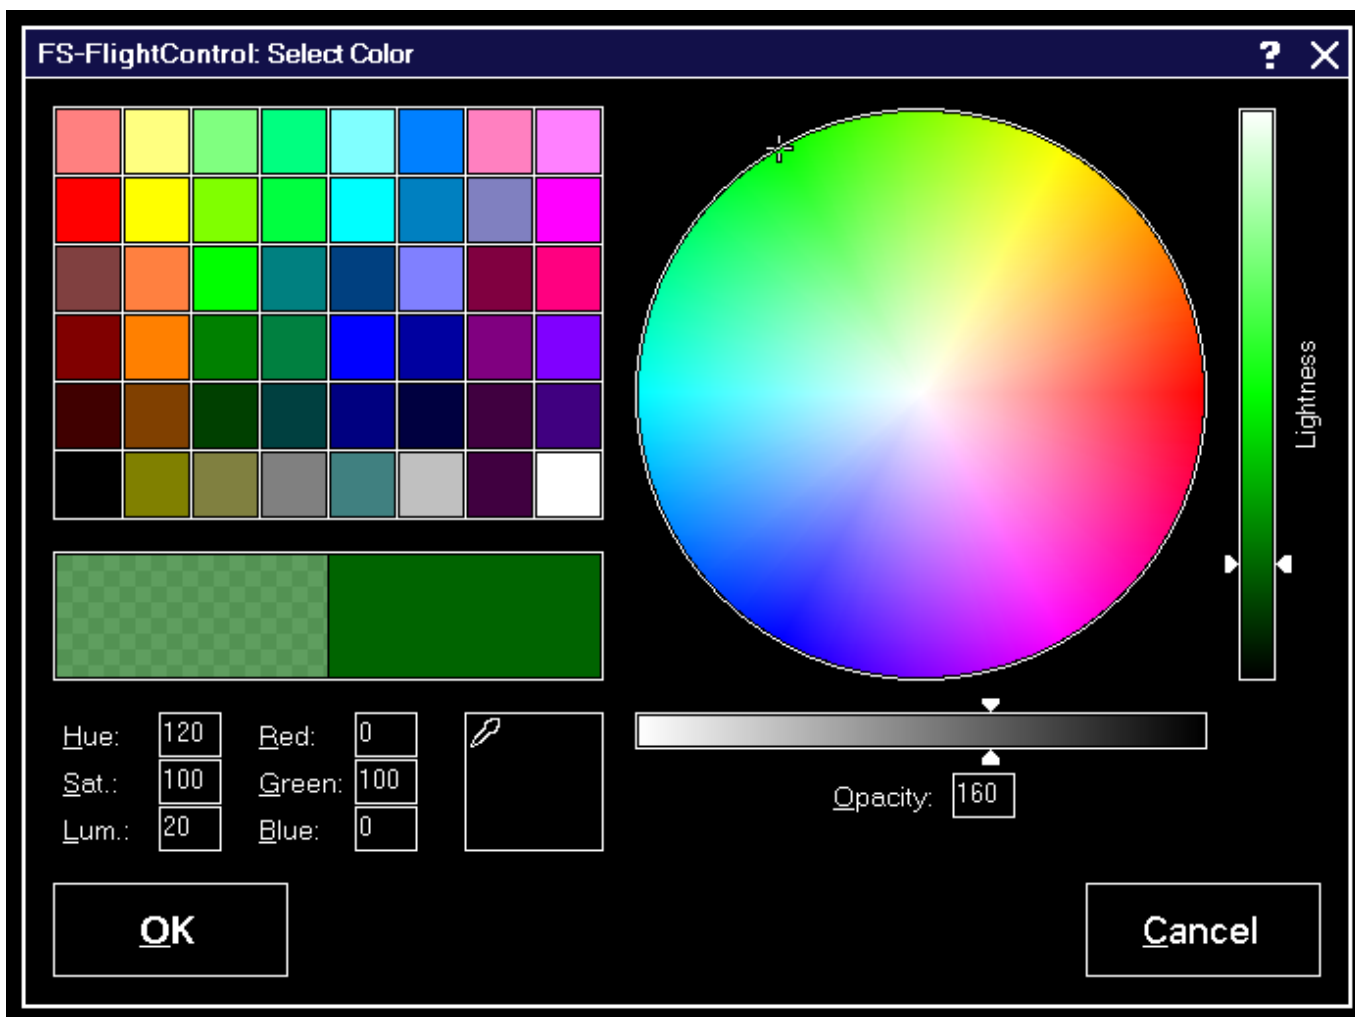 FS-FlightControl: Select Color ?
Lightness
Hue: 120 Red: 0
Sat.: 100 Green: 100
Lum.: 20 Blue: 0
Opacity: 160
OK Cancel